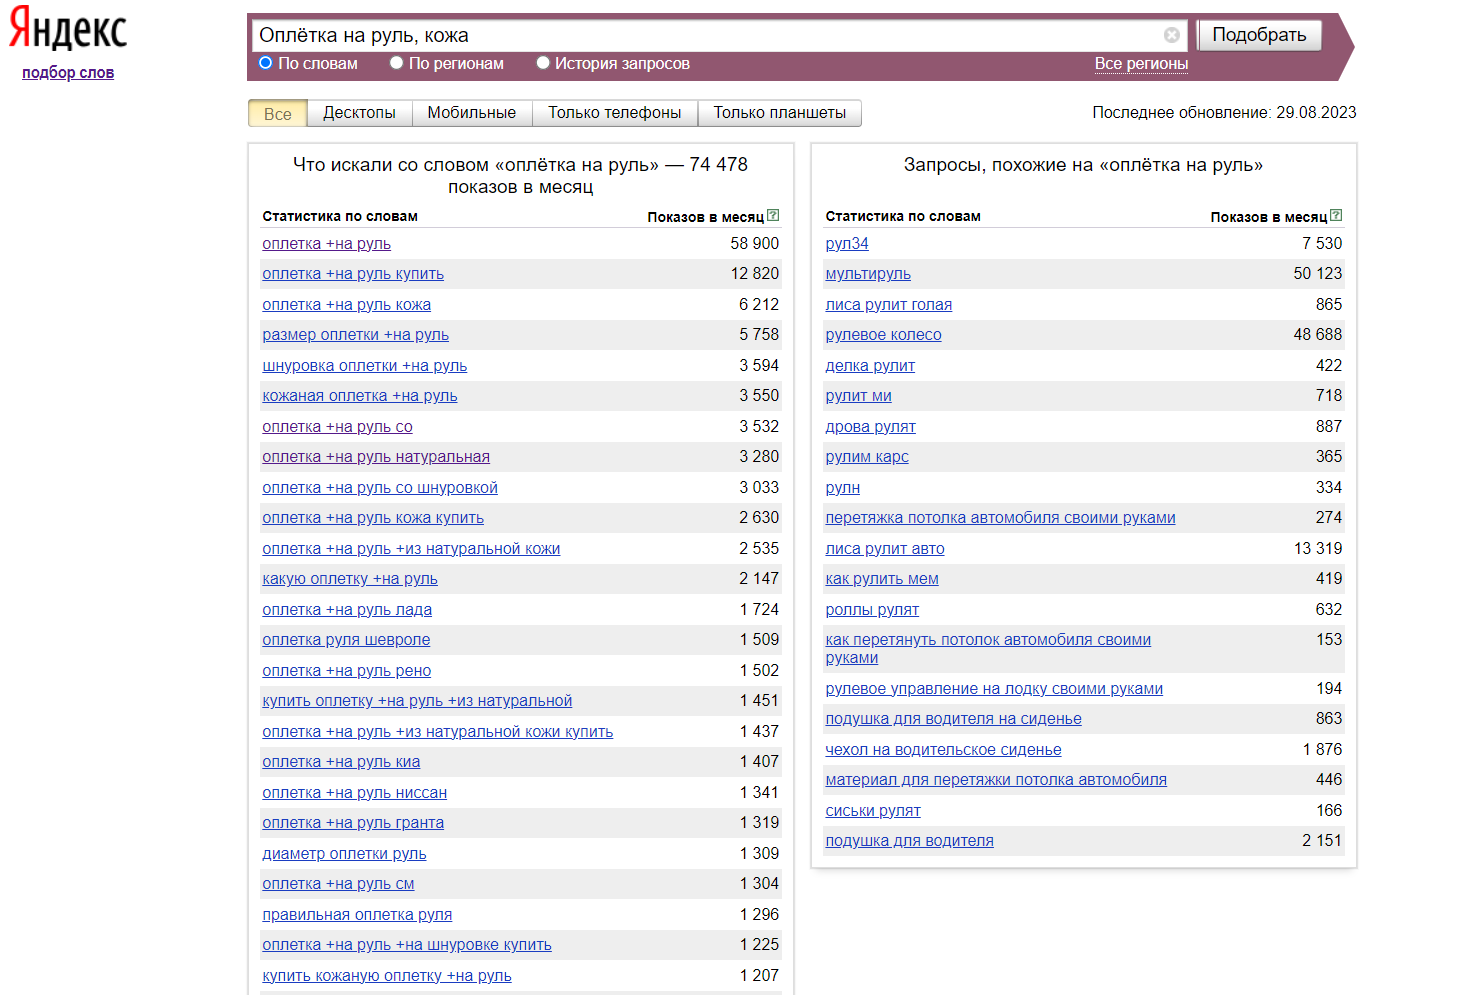 Яндекс
подбор слов
Оплётка на руль, кожа
Подобрать
По словам
По регионам
История запросов
Все регионы
Все
Десктопы
Мобильные
Только телефоны
Только планшеты
Последнее обновление: 29.08.2023
Что искали со словом «оплётка на руль» — 74 478
показов в месяц
Статистика по словам
Показов в месяц ?
оплетка +на руль 58 900
оплетка +на руль купить 12 820
оплетка +на руль кожа 6 212
размер оплетки +на руль 5 758
шнуровка оплетки +на руль 3 594
кожаная оплетка +на руль 3 550
оплетка +на руль со 3 532
оплетка +на руль натуральная 3 280
оплетка +на руль со шнуровкой 3 033
оплетка +на руль кожа купить 2 630
оплетка +на руль +из натуральной кожи 2 535
какую оплетку +на руль 2 147
оплетка +на руль лада 1 724
оплетка руля шевроле 1 509
оплетка +на руль рено 1 502
купить оплетку +на руль +из натуральной 1 451
оплетка +на руль +из натуральной кожи купить 1 437
оплетка +на руль киа 1 407
оплетка +на руль ниссан 1 341
оплетка +на руль гранта 1 319
диаметр оплетки руль 1 309
оплетка +на руль см 1 304
правильная оплетка руля 1 296
оплетка +на руль +на шнуровке купить 1 225
купить кожаную оплетку +на руль 1 207
Запросы, похожие на «оплётка на руль»
Статистика по словам
Показов в месяц ?
рул34 7 530
мультируль 50 123
лиса рулит голая 865
рулевое колесо 48 688
делка рулит 422
рулит ми 718
дрова рулят 887
рулим карс 365
рулн 334
перетяжка потолка автомобиля своими руками 274
лиса рулит авто 13 319
как рулить мем 419
роллы рулят 632
как перетянуть потолок автомобиля своими 153
руками
рулевое управление на лодку своими руками 194
подушка для водителя на сиденье 863
чехол на водительское сиденье 1 876
материал для перетяжки потолка автомобиля 446
сиськи рулят 166
подушка для водителя 2 151